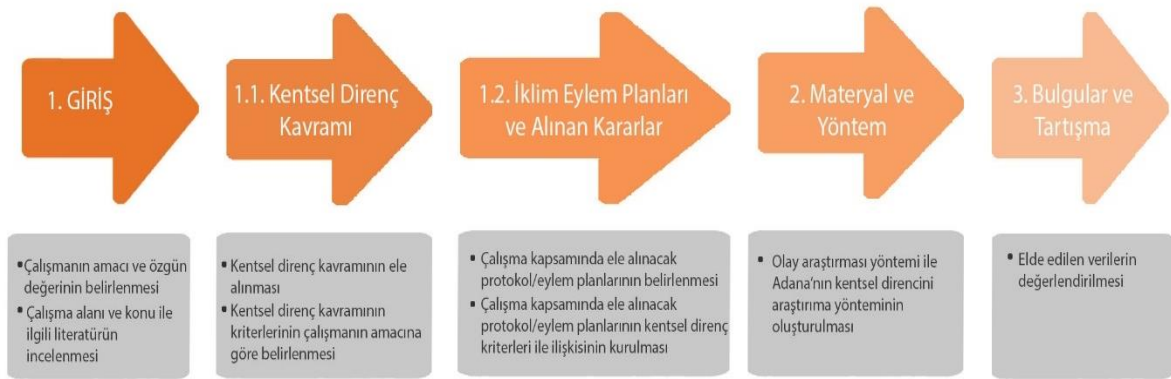 1. GİRİŞ
1.1. Kentsel Direnç
Kavramı
1.2. İklim Eylem Planları
ve Alınan Kararlar
2. Materyal ve
Yöntem
3. Bulgular ve
Tartışma
•Çalışmanın amacı ve özgün
değerinin belirlenmesi
• Çalışma alanı ve konu ile
ilgili literatürün
incelenmesi
• Kentsel direnç kavramının ele
alınması
• Kentsel direnç kavramının
kriterlerinin çalışmanın amacına
göre belirlenmesi
• Çalışma kapsamında ele alınacak
protokol/eylem planlarının belirlenmesi
• Çalışma kapsamında ele alınacak
protokol/eylem planlarının kentsel direnç
kriterleri ile ilişkisinin kurulması
• Olay araştırması yöntemi ile
Adana'nın kentsel direncini
araştırıma yönteminin
oluşturulması
• Elde edilen verilerin
değerlendirilmesi